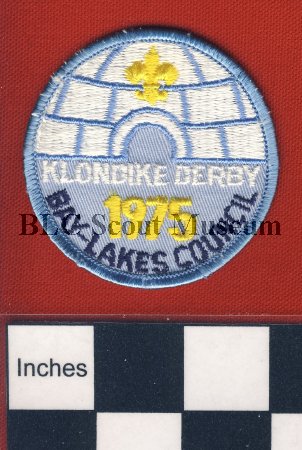 KLONDIKE DERBY
1975
BAY-LAKES COUNCIL
BLC Scout Museum
Inches